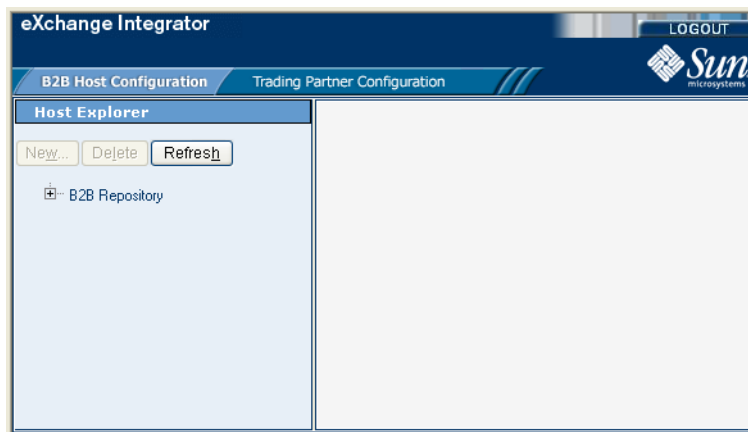 eXchange Integrator
LOGOUT
Sun
microsystems
B2B Host Configuration
Trading Partner Configuration
Host Explorer
New...
Delete
Refresh
B2B Repository